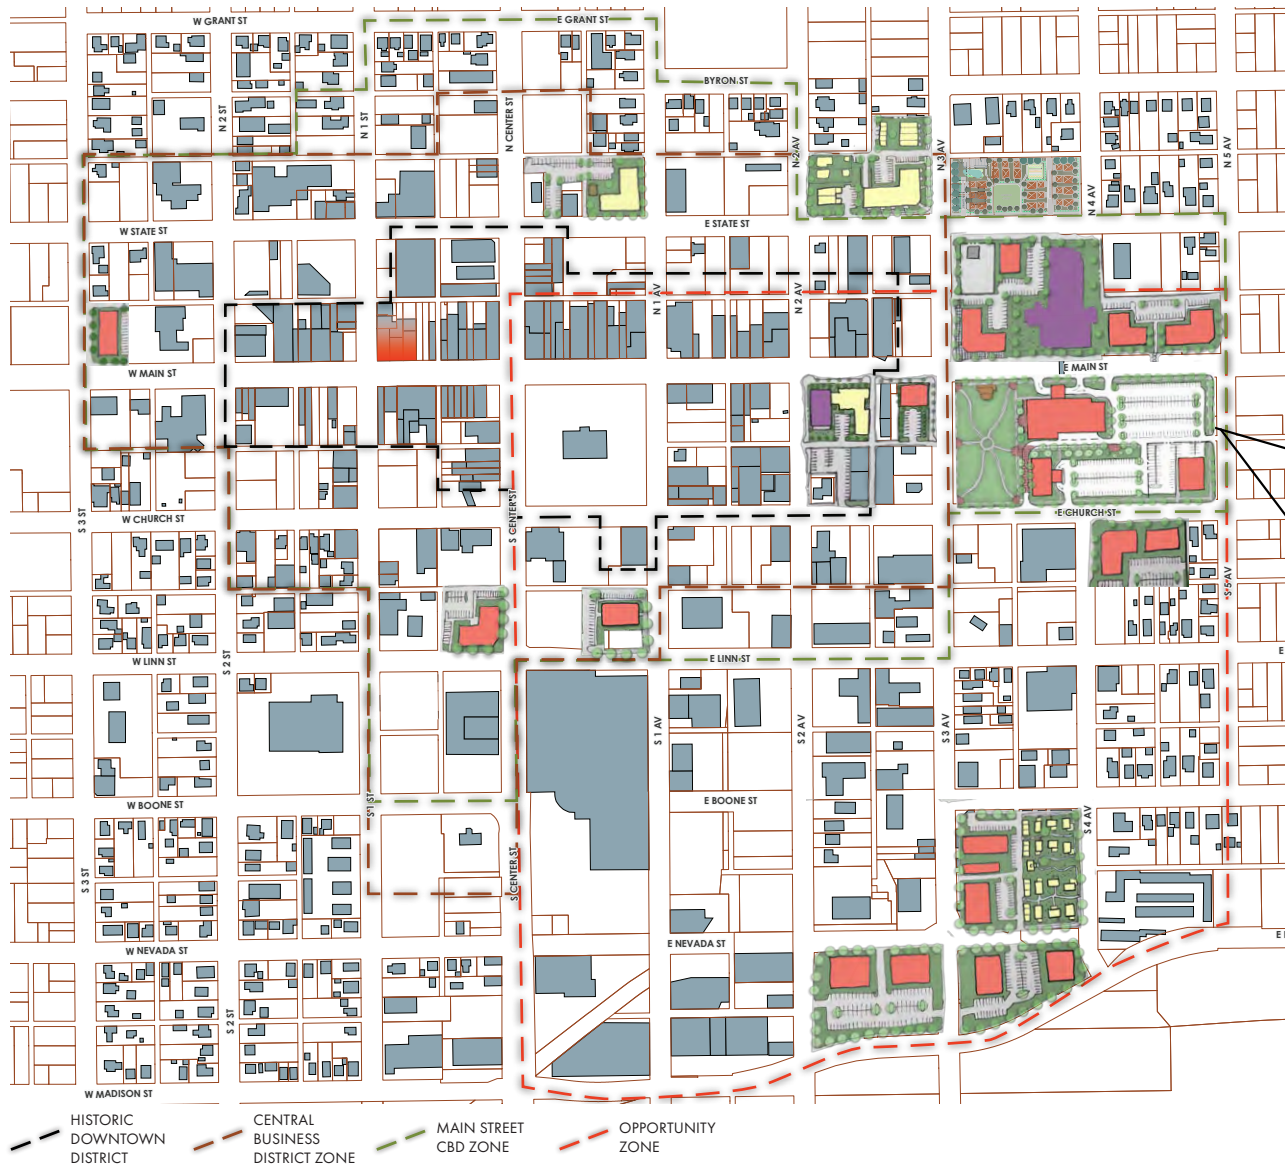 W GRANT ST
E GRANT ST
BYRON ST
N 2 ST
N 1 ST
N CENTER ST
N 2 AV
N 3 AV
N 4 AV
N 5 AV
W STATE ST
E STATE ST
N 1 AV
N 2 AV
W MAIN ST
E MAIN ST
S 3 ST
W CHURCH ST
S CENTER ST
E CHURCH ST
S 5 AV
W LINN ST
S 2 ST
E LINN ST
E
S 1 AV
S 2 AV
S 3 AV
W BOONE ST
S 1 ST
E BOONE ST
S 4 AV
S 3 ST
S CENTER ST
W NEVADA ST
E NEVADA ST
S 2 ST
W MADISON ST
HISTORIC
DOWNTOWN
DISTRICT
CENTRAL
BUSINESS
DISTRICT ZONE
MAIN STREET
CBD ZONE
OPPORTUNITY
ZONE